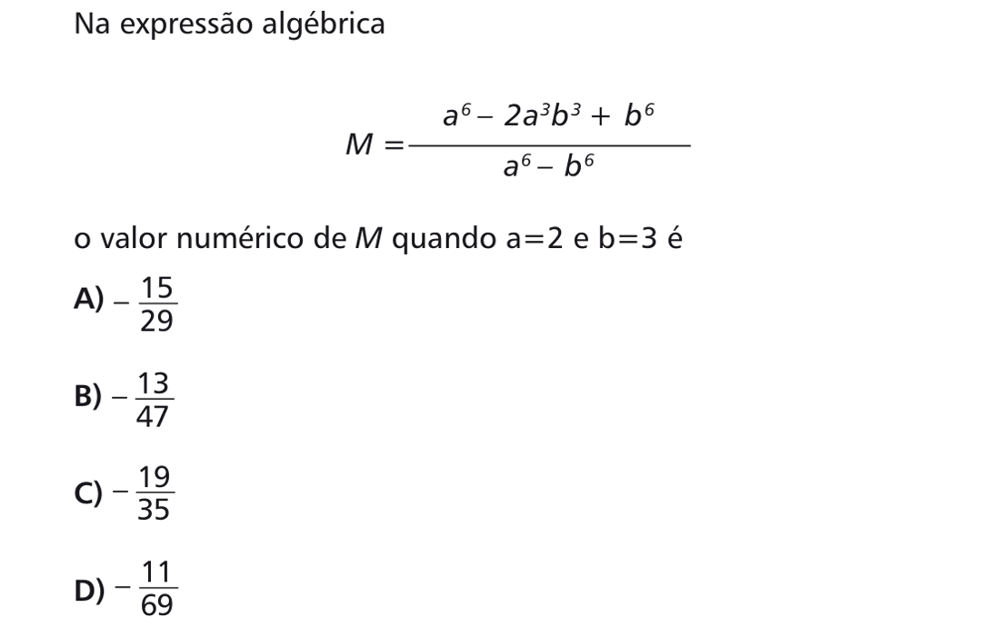 Na expressão algébrica
M = a⁶ – 2a³b³ + b⁶ / a⁶ – b⁶
o valor numérico de M quando a=2 e b=3 é
A) – 15/29
B) – 13/47
C) – 19/35
D) – 11/69